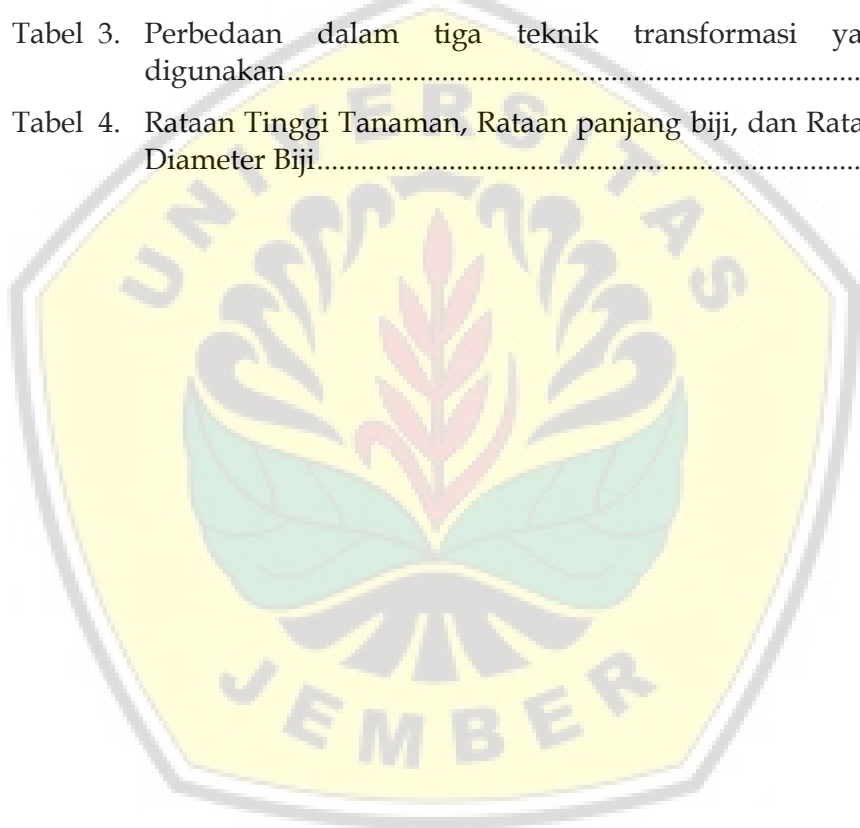 Tabel 3. Perbedaan dalam tiga teknik transformasi ya
digunakan..............................................................................
Tabel 4. Rataan Tinggi Tanaman, Rataan panjang biji, dan Rata
Diameter Biji..........................................................................
UNIVERSITAS
JEMBER